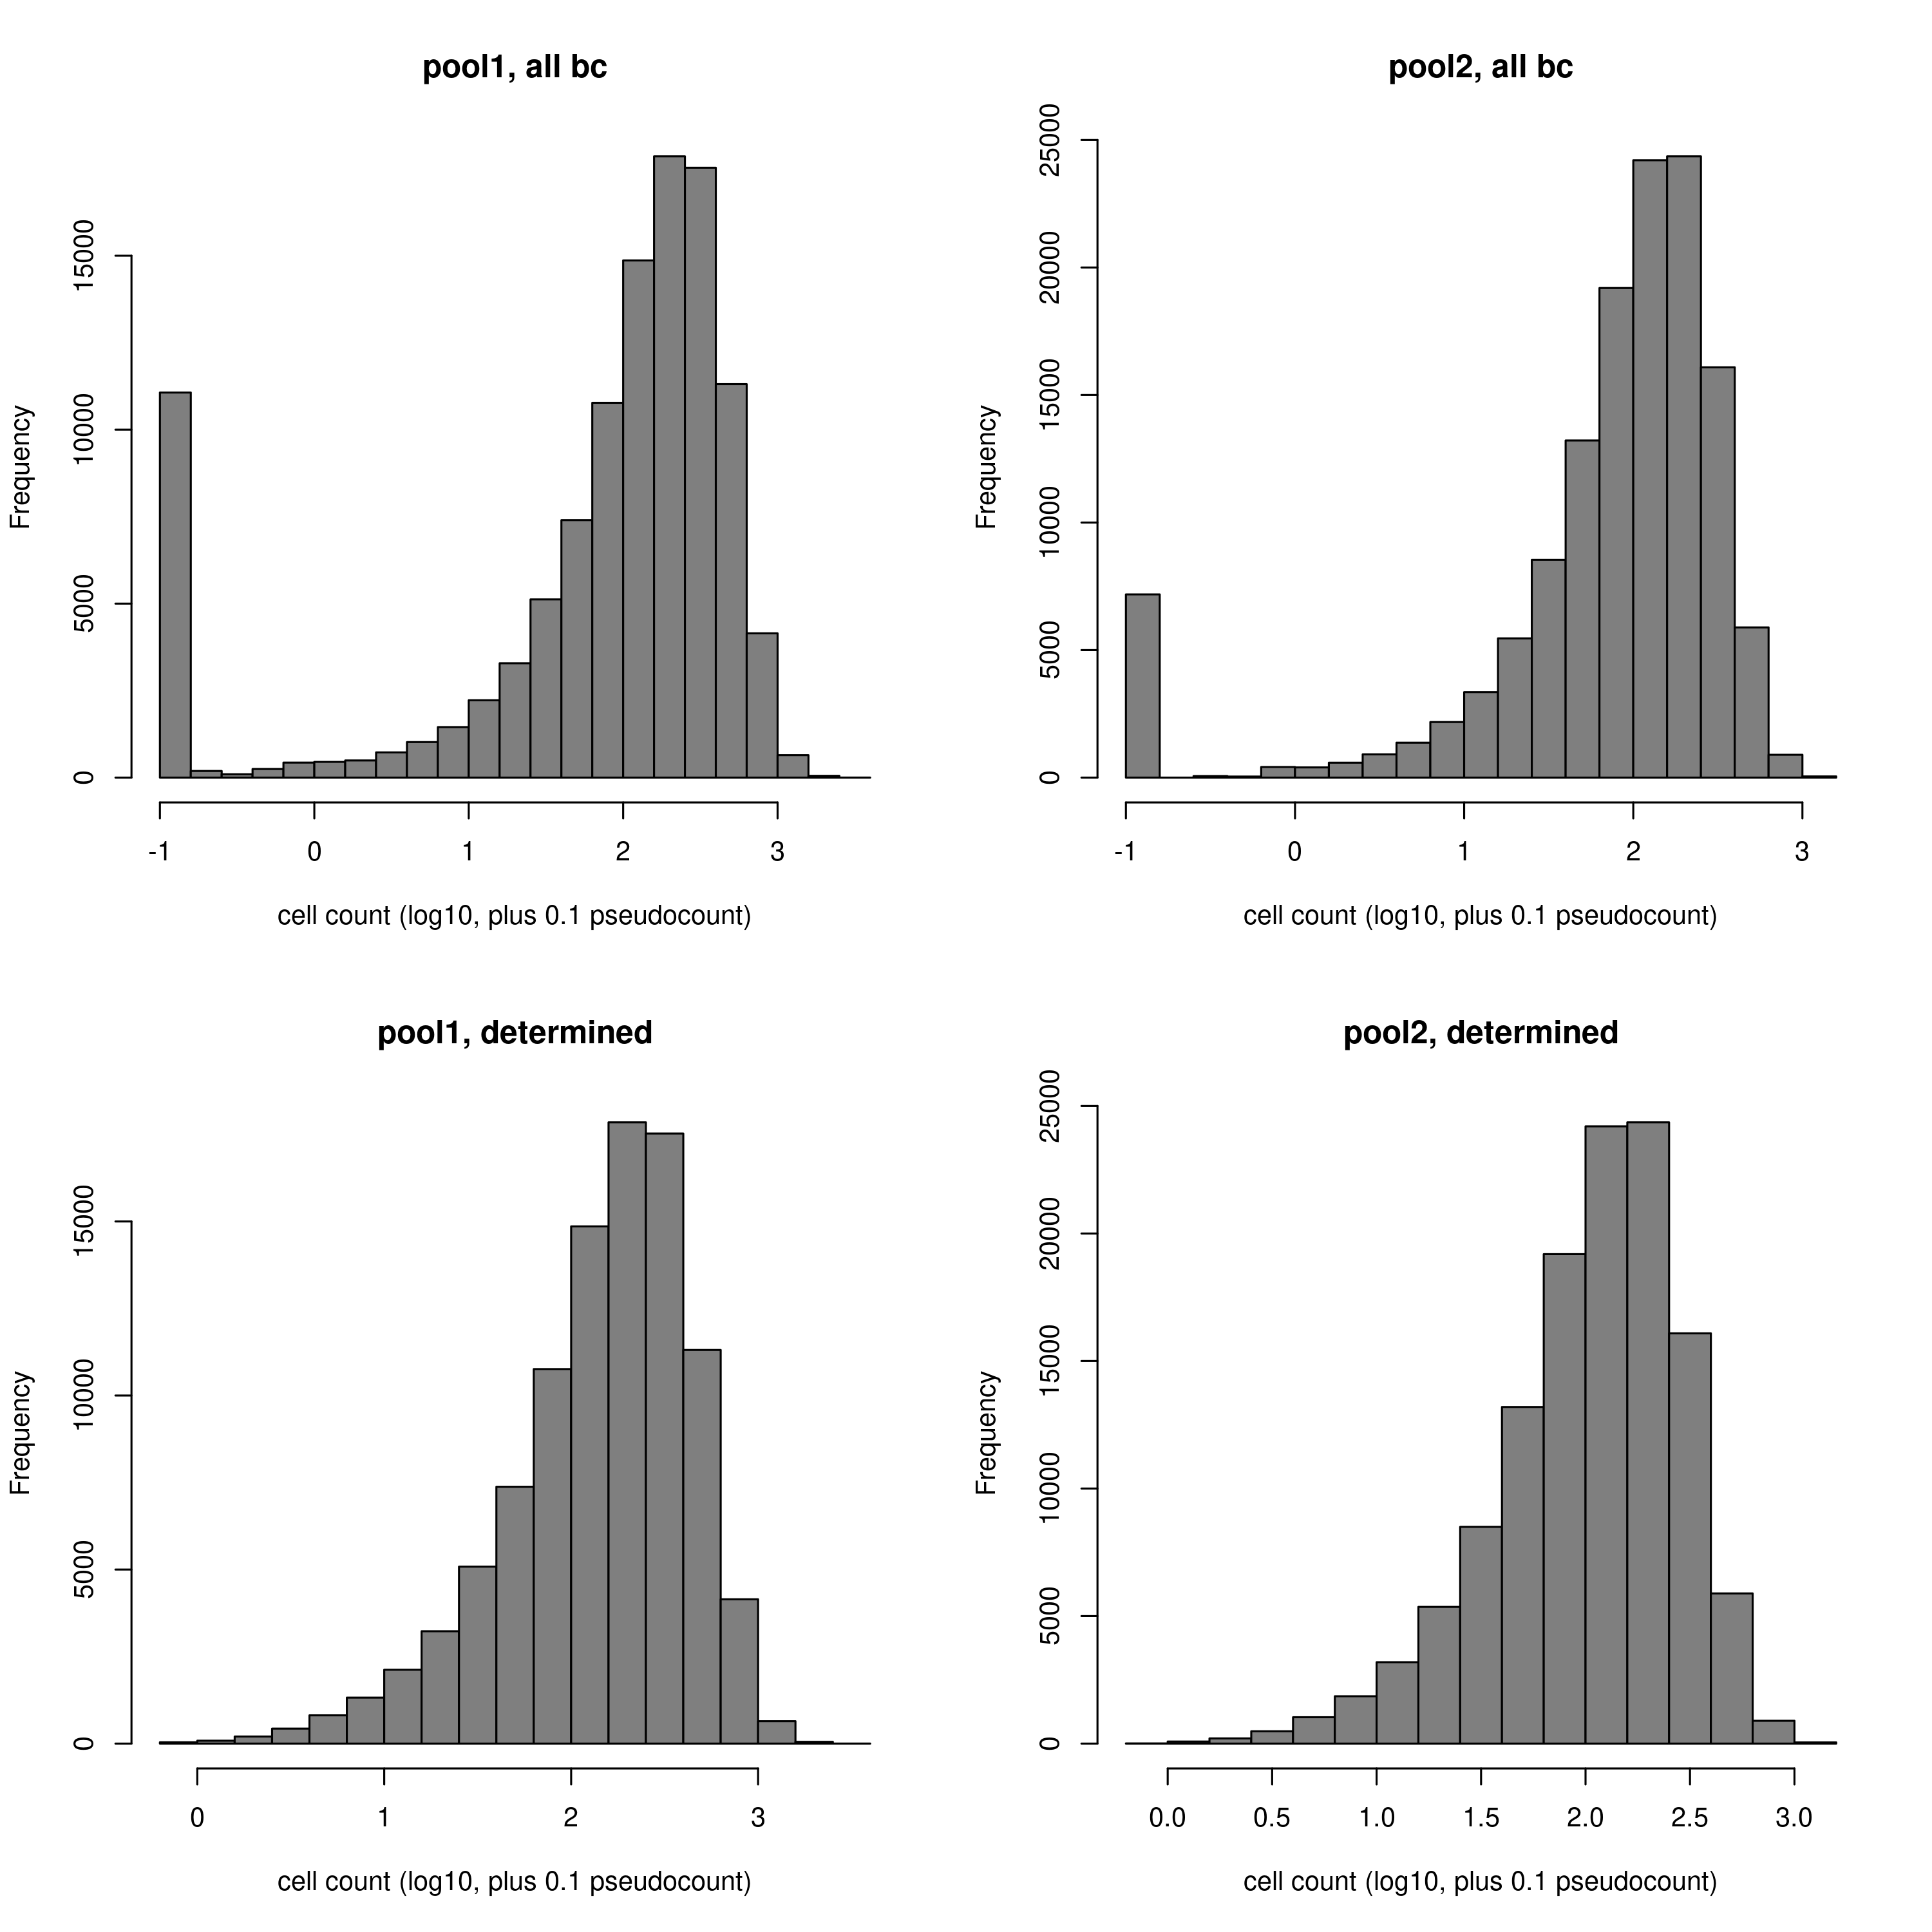 pool1, all bc
Frequency
0
5000
10000
15000
-1 0 1 2 3
cell count (log10, plus 0.1 pseudocount)
pool2, all bc
Frequency
0
5000
10000
15000
20000
25000
-1 0 1 2 3
cell count (log10, plus 0.1 pseudocount)
pool1, determined
Frequency
0
5000
10000
15000
0 1 2 3
cell count (log10, plus 0.1 pseudocount)
pool2, determined
Frequency
0
5000
10000
15000
20000
25000
0.0 0.5 1.0 1.5 2.0 2.5 3.0
cell count (log10, plus 0.1 pseudocount)